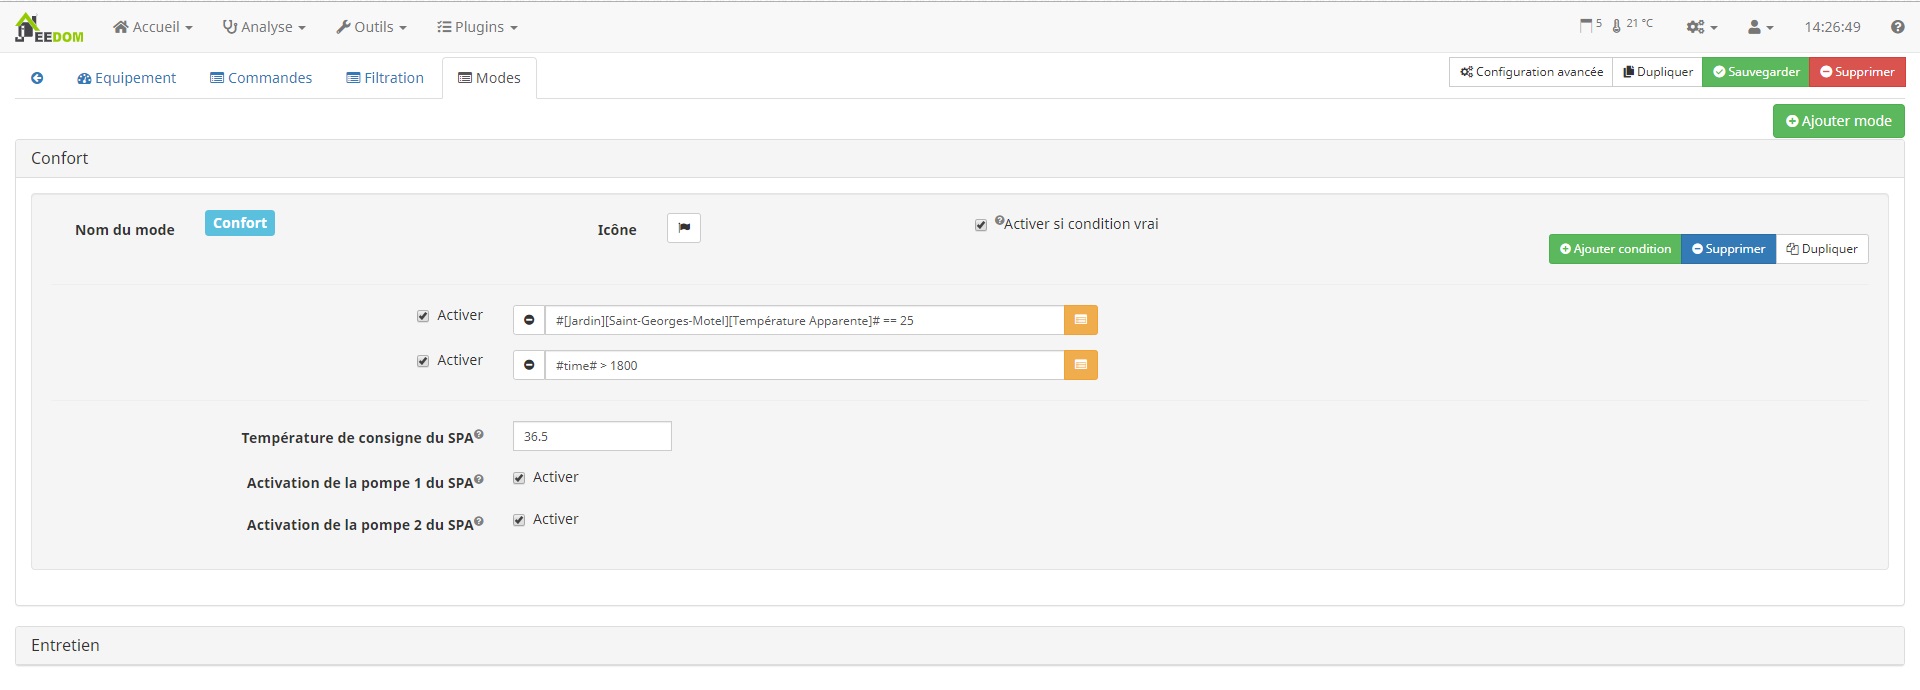 JEEDOM Accueil Analyse Outils Plugins 5 21 °C 14:26:49
Equipement Commandes Filtration Modes Configuration avancée Dupliquer Sauvegarder Supprimer
Ajouter mode
Confort
Nom du mode Confort Icône Activer si condition vrai
Ajouter condition Supprimer Dupliquer
Activer #[Jardin][Saint-Georges-Motel][Température Apparente]# == 25
Activer #time# > 1800
Température de consigne du SPA 36.5
Activation de la pompe 1 du SPA Activer
Activation de la pompe 2 du SPA Activer
Entretien